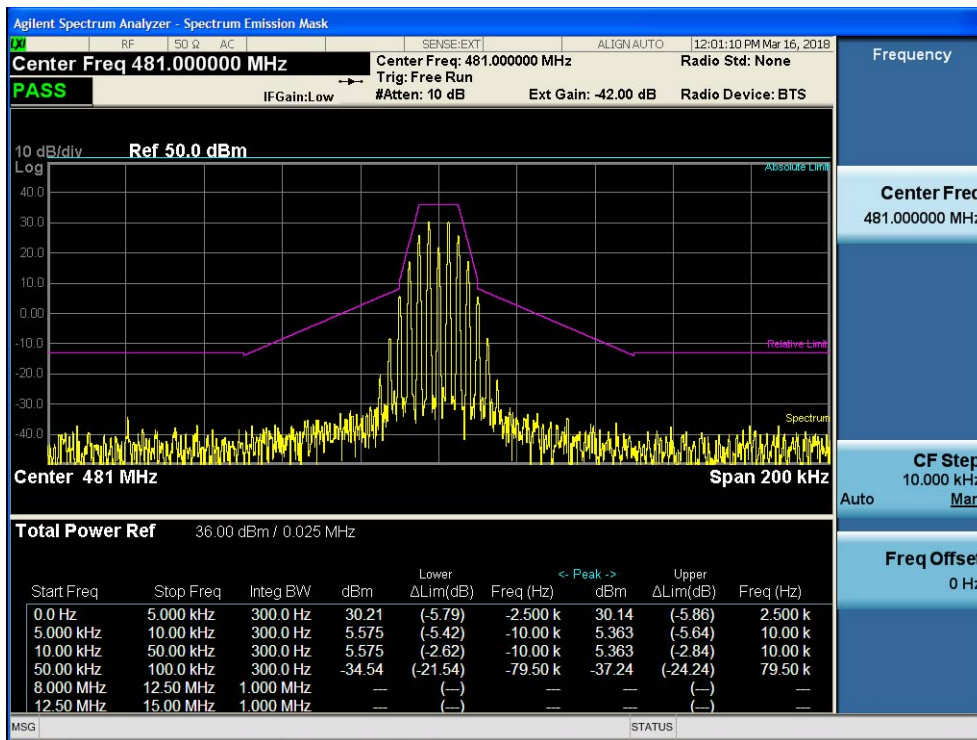 Agilent Spectrum Analyzer - Spectrum Emission Mask
LXI RF 50 Ω AC SENSE:EXT ALIGN AUTO 12:01:10 PM Mar 16, 2018
Center Freq 481.000000 MHz
Center Freq: 481.000000 MHz Radio Std: None
Trig: Free Run
PASS IFGain:Low #Atten: 10 dB Ext Gain: -42.00 dB Radio Device: BTS
10 dB/div Ref 50.0 dBm
Log
Absolute Limit
40.0
30.0
20.0
10.0
0.00
-10.0
Relative Limit
-20.0
-30.0
Spectrum
-40.0
Center 481 MHz Span 200 kHz
Total Power Ref 36.00 dBm / 0.025 MHz
Lower <- Peak -> Upper
Start Freq Stop Freq Integ BW dBm ΔLim(dB) Freq (Hz) dBm ΔLim(dB) Freq (Hz)
0.0 Hz 5.000 kHz 300.0 Hz 30.21 (-5.79) -2.500 k 30.14 (-5.86) 2.500 k
5.000 kHz 10.00 kHz 300.0 Hz 5.575 (-5.42) -10.00 k 5.363 (-5.64) 10.00 k
10.00 kHz 50.00 kHz 300.0 Hz 5.575 (-2.62) -10.00 k 5.363 (-2.84) 10.00 k
50.00 kHz 100.0 kHz 300.0 Hz -34.54 (-21.54) -79.50 k -37.24 (-24.24) 79.50 k
8.000 MHz 12.50 MHz 1.000 MHz --- (---) --- --- (---) ---
12.50 MHz 15.00 MHz 1.000 MHz --- (---) --- --- (---) ---
MSG STATUS
Frequency
Center Freq
481.000000 MHz
CF Step
10.000 kHz
Auto Man
Freq Offset
0 Hz